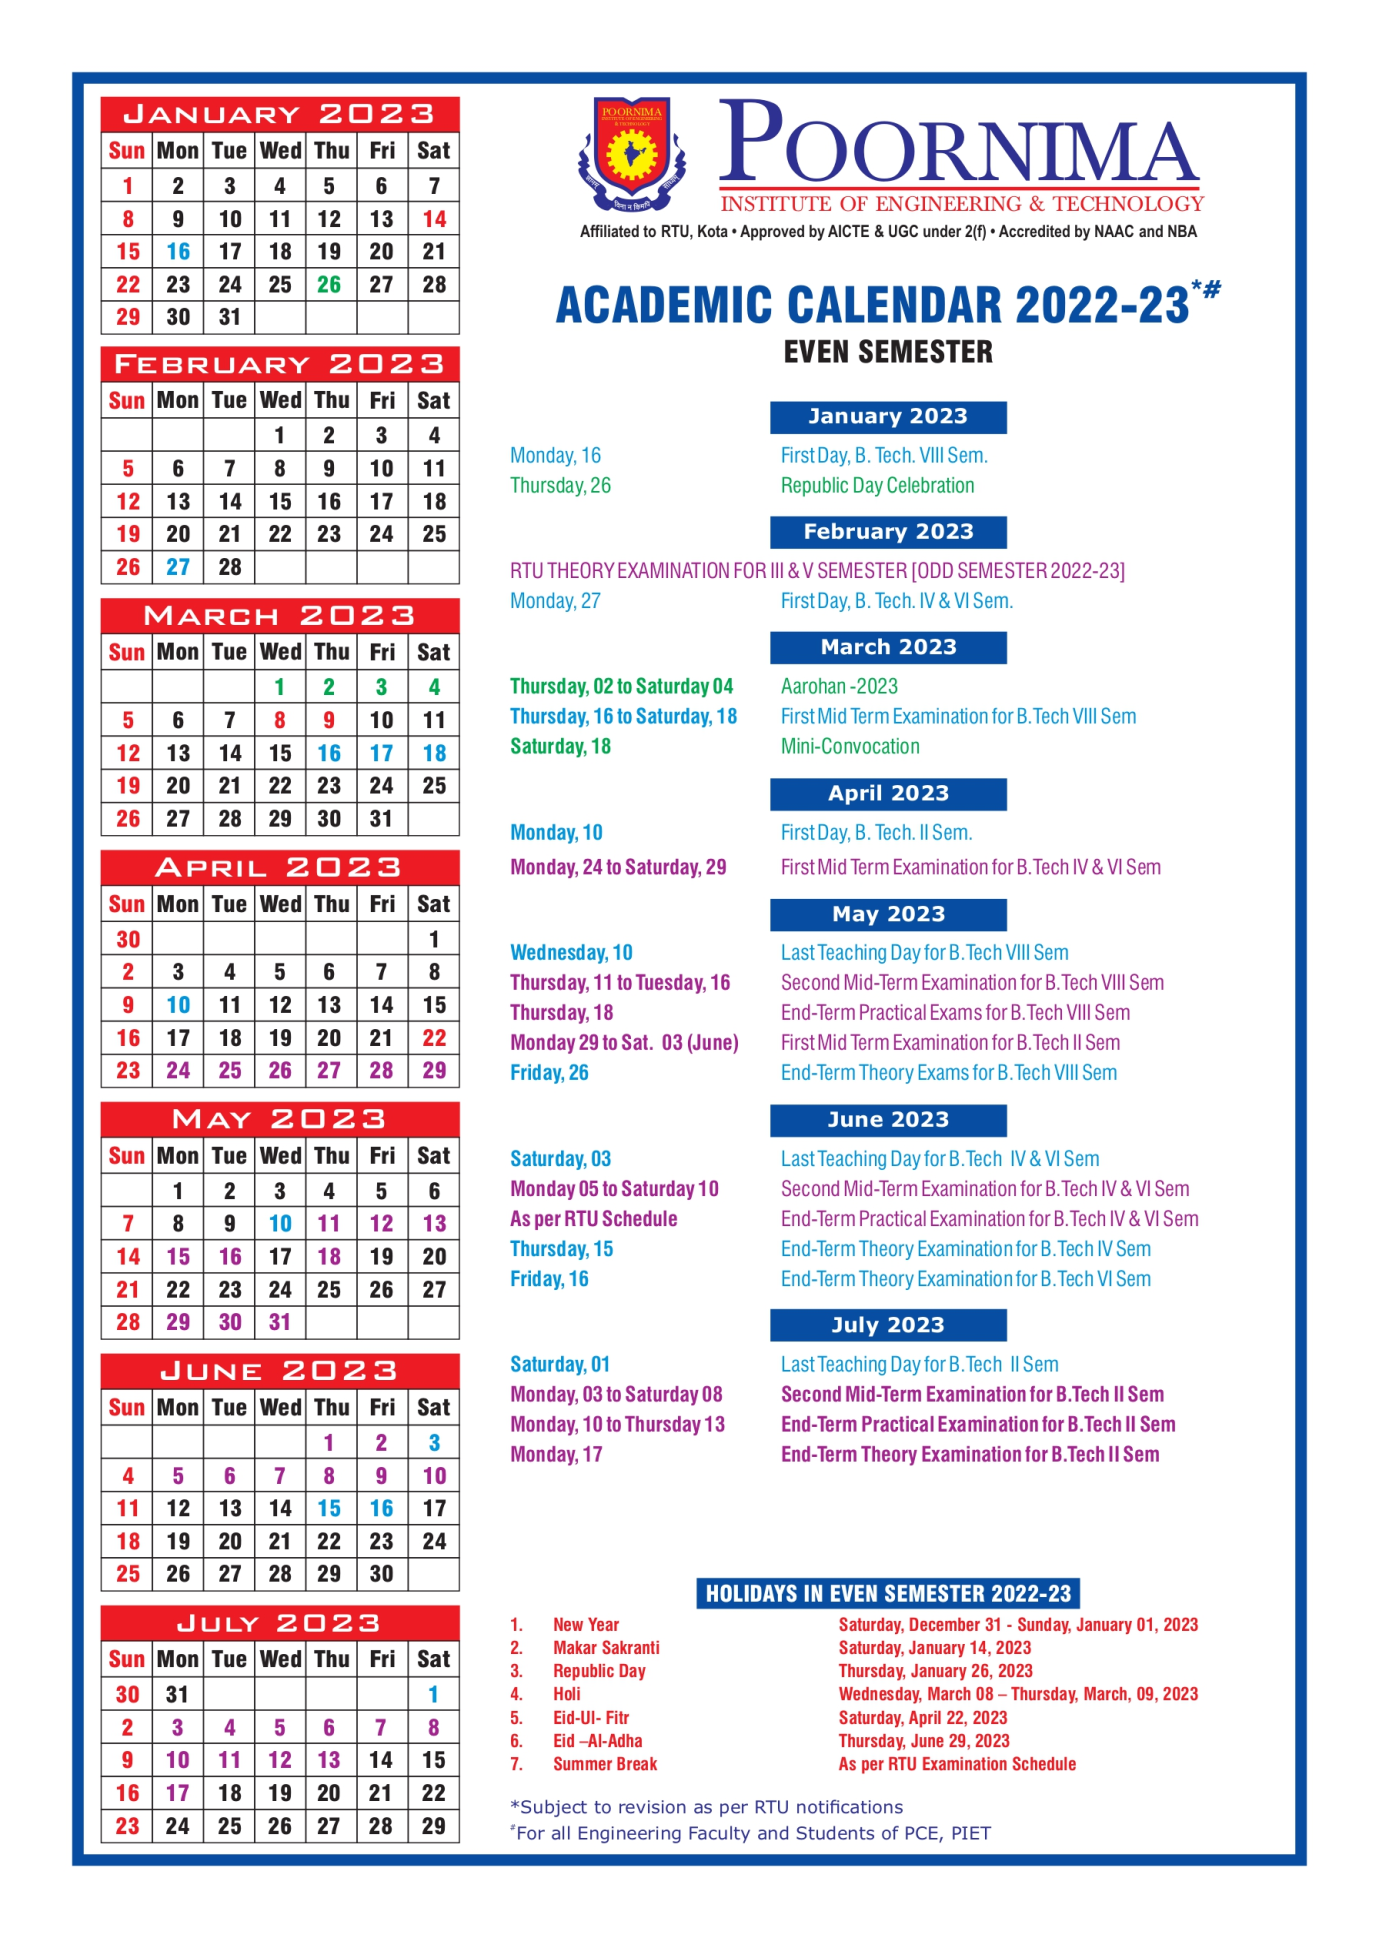 JANUARY 2023
Sun Mon Tue Wed Thu Fri Sat
1 2 3 4 5 6 7
8 9 10 11 12 13 14
15 16 17 18 19 20 21
22 23 24 25 26 27 28
29 30 31
FEBRUARY 2023
Sun Mon Tue Wed Thu Fri Sat
1 2 3 4
5 6 7 8 9 10 11
12 13 14 15 16 17 18
19 20 21 22 23 24 25
26 27 28
MARCH 2023
Sun Mon Tue Wed Thu Fri Sat
1 2 3 4
5 6 7 8 9 10 11
12 13 14 15 16 17 18
19 20 21 22 23 24 25
26 27 28 29 30 31
APRIL 2023
Sun Mon Tue Wed Thu Fri Sat
30 1
2 3 4 5 6 7 8
9 10 11 12 13 14 15
16 17 18 19 20 21 22
23 24 25 26 27 28 29
MAY 2023
Sun Mon Tue Wed Thu Fri Sat
1 2 3 4 5 6
7 8 9 10 11 12 13
14 15 16 17 18 19 20
21 22 23 24 25 26 27
28 29 30 31
JUNE 2023
Sun Mon Tue Wed Thu Fri Sat
1 2 3
4 5 6 7 8 9 10
11 12 13 14 15 16 17
18 19 20 21 22 23 24
25 26 27 28 29 30
JULY 2023
Sun Mon Tue Wed Thu Fri Sat
30 31 1
2 3 4 5 6 7 8
9 10 11 12 13 14 15
16 17 18 19 20 21 22
23 24 25 26 27 28 29
POORNIMA
INSTITUTE OF ENGINEERING
& TECHNOLOGY
POORNIMA
INSTITUTE OF ENGINEERING & TECHNOLOGY
Affiliated to RTU, Kota • Approved by AICTE & UGC under 2(f) • Accredited by NAAC and NBA
ACADEMIC CALENDAR 2022-23*#
EVEN SEMESTER
January 2023
Monday, 16 First Day, B. Tech. VIII Sem.
Thursday, 26 Republic Day Celebration
February 2023
RTU THEORY EXAMINATION FOR III & V SEMESTER [ODD SEMESTER 2022-23]
Monday, 27 First Day, B. Tech. IV & VI Sem.
March 2023
Thursday, 02 to Saturday 04 Aarohan -2023
Thursday, 16 to Saturday, 18 First Mid Term Examination for B.Tech VIII Sem
Saturday, 18 Mini-Convocation
April 2023
Monday, 10 First Day, B. Tech. II Sem.
Monday, 24 to Saturday, 29 First Mid Term Examination for B.Tech IV & VI Sem
May 2023
Wednesday, 10 Last Teaching Day for B.Tech VIII Sem
Thursday, 11 to Tuesday, 16 Second Mid-Term Examination for B.Tech VIII Sem
Thursday, 18 End-Term Practical Exams for B.Tech VIII Sem
Monday 29 to Sat. 03 (June) First Mid Term Examination for B.Tech II Sem
Friday, 26 End-Term Theory Exams for B.Tech VIII Sem
June 2023
Saturday, 03 Last Teaching Day for B.Tech IV & VI Sem
Monday 05 to Saturday 10 Second Mid-Term Examination for B.Tech IV & VI Sem
As per RTU Schedule End-Term Practical Examination for B.Tech IV & VI Sem
Thursday, 15 End-Term Theory Examination for B.Tech IV Sem
Friday, 16 End-Term Theory Examination for B.Tech VI Sem
July 2023
Saturday, 01 Last Teaching Day for B.Tech II Sem
Monday, 03 to Saturday 08 Second Mid-Term Examination for B.Tech II Sem
Monday, 10 to Thursday 13 End-Term Practical Examination for B.Tech II Sem
Monday, 17 End-Term Theory Examination for B.Tech II Sem
HOLIDAYS IN EVEN SEMESTER 2022-23
1. New Year Saturday, December 31 - Sunday, January 01, 2023
2. Makar Sakranti Saturday, January 14, 2023
3. Republic Day Thursday, January 26, 2023
4. Holi Wednesday, March 08 – Thursday, March, 09, 2023
5. Eid-Ul- Fitr Saturday, April 22, 2023
6. Eid –Al-Adha Thursday, June 29, 2023
7. Summer Break As per RTU Examination Schedule
*Subject to revision as per RTU notifications
#For all Engineering Faculty and Students of PCE, PIET